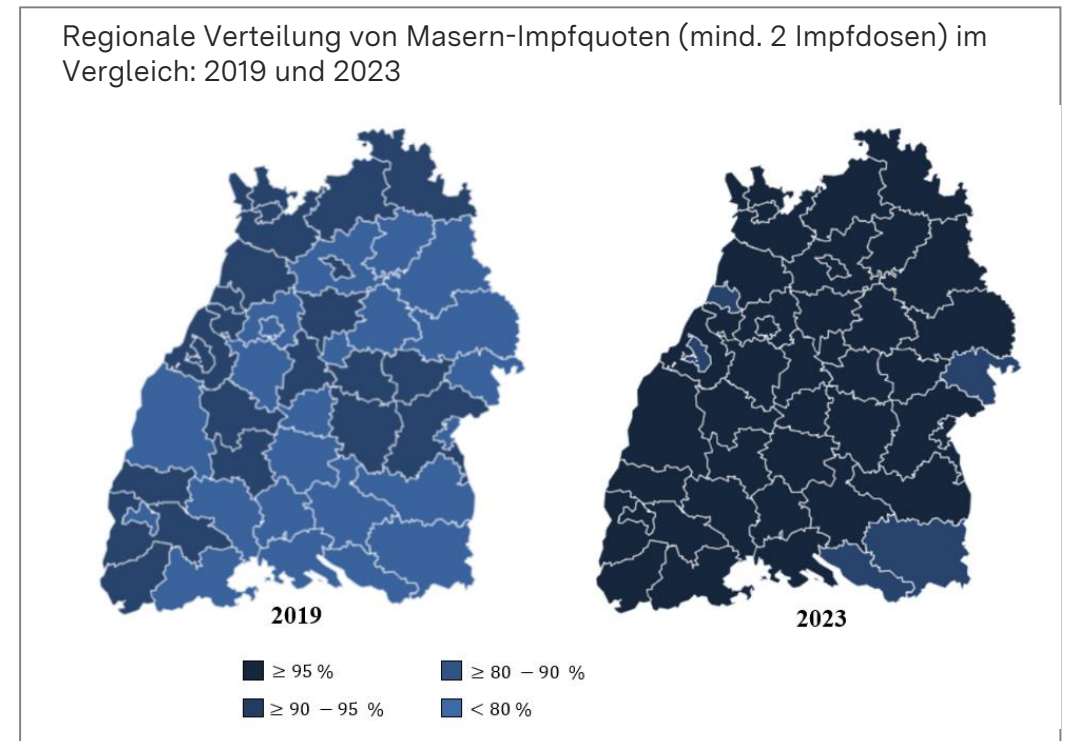 Regionale Verteilung von Masern-Impfquoten (mind. 2 Impfdosen) im
Vergleich: 2019 und 2023
2019
2023
≥ 95 %
≥ 80 – 90 %
≥ 90 – 95 %
< 80 %